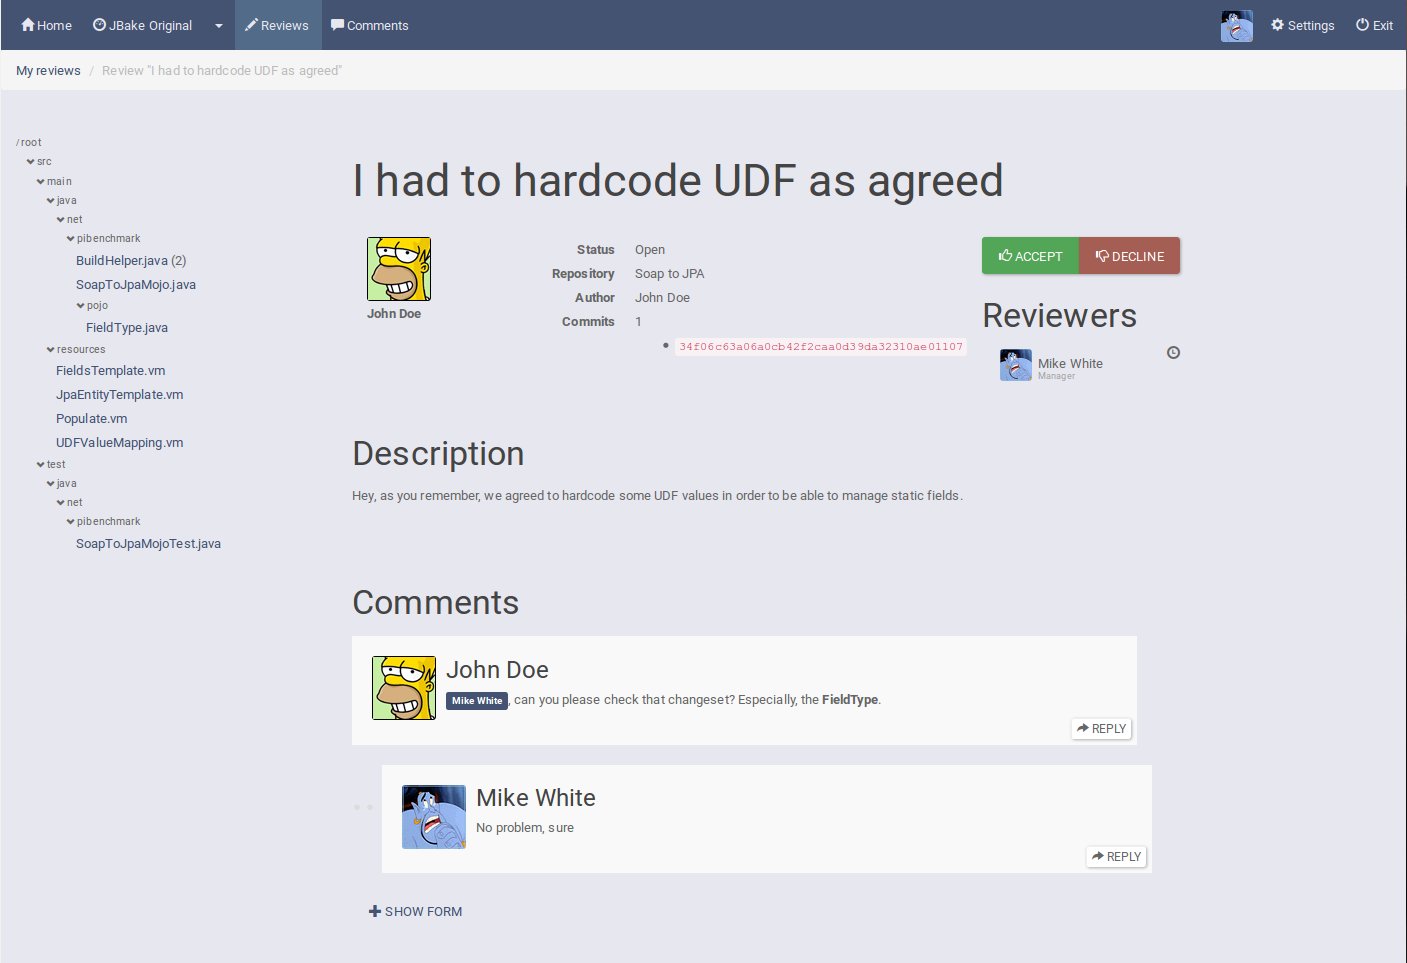 Home JBake Original Reviews Comments Settings Exit
My reviews / Review "I had to hardcode UDF as agreed"
/root
src
main
java
net
pibenchmark
BuildHelper.java (2)
SoapToJpaMojo.java
pojo
FieldType.java
resources
FieldsTemplate.vm
JpaEntityTemplate.vm
Populate.vm
UDFValueMapping.vm
test
java
net
pibenchmark
SoapToJpaMojoTest.java
I had to hardcode UDF as agreed
John Doe
Status Open
Repository Soap to JPA
Author John Doe
Commits 1
34f06c63a06a0cb42f2caa0d39da32310ae01107
ACCEPT DECLINE
Reviewers
Mike White
Manager
Description
Hey, as you remember, we agreed to hardcode some UDF values in order to be able to manage static fields.
Comments
John Doe
Mike White, can you please check that changeset? Especially, the FieldType.
REPLY
Mike White
No problem, sure
REPLY
SHOW FORM